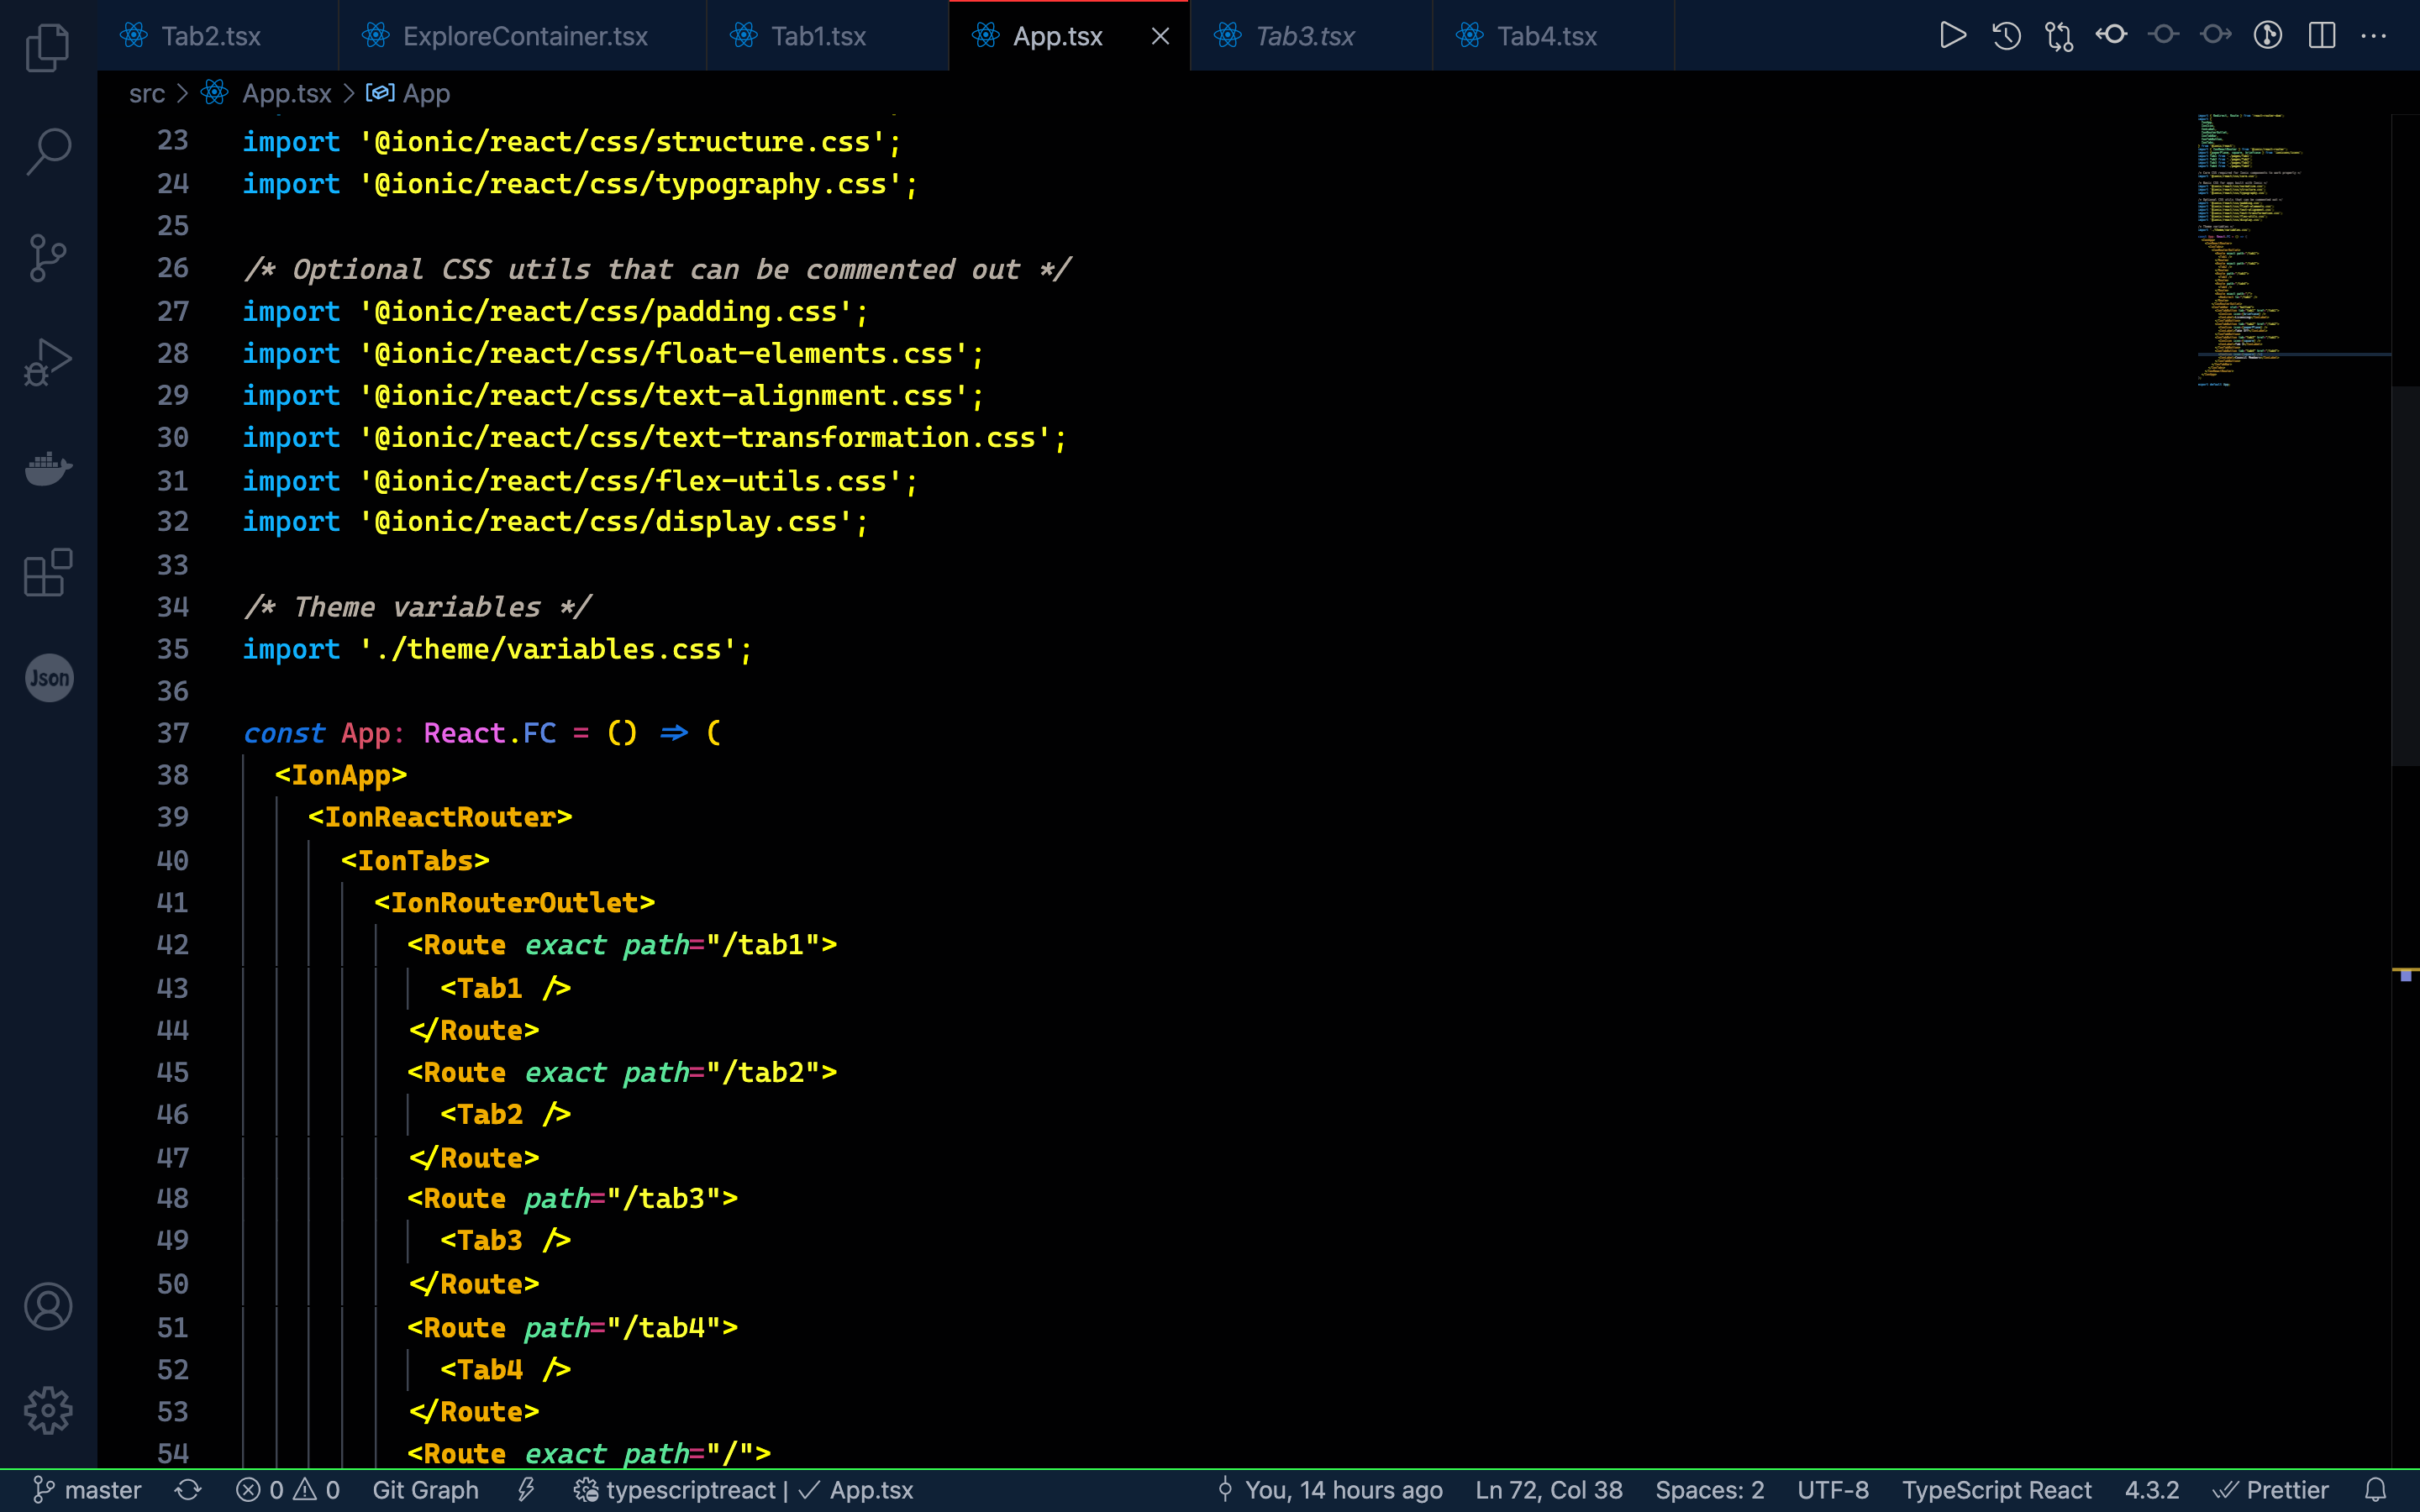 Tab2.tsx
ExploreContainer.tsx
Tab1.tsx
App.tsx
Tab3.tsx
Tab4.tsx
src > App.tsx > App
23 import '@ionic/react/css/structure.css';
24 import '@ionic/react/css/typography.css';
25
26 /* Optional CSS utils that can be commented out */
27 import '@ionic/react/css/padding.css';
28 import '@ionic/react/css/float-elements.css';
29 import '@ionic/react/css/text-alignment.css';
30 import '@ionic/react/css/text-transformation.css';
31 import '@ionic/react/css/flex-utils.css';
32 import '@ionic/react/css/display.css';
33
34 /* Theme variables */
35 import './theme/variables.css';
36
37 const App: React.FC = () => (
38 <IonApp>
39 <IonReactRouter>
40 <IonTabs>
41 <IonRouterOutlet>
42 <Route exact path="/tab1">
43 <Tab1 />
44 </Route>
45 <Route exact path="/tab2">
46 <Tab2 />
47 </Route>
48 <Route path="/tab3">
49 <Tab3 />
50 </Route>
51 <Route path="/tab4">
52 <Tab4 />
53 </Route>
54 <Route exact path="/">
Json
master 0 0 Git Graph typescriptreact | ✓ App.tsx You, 14 hours ago Ln 72, Col 38 Spaces: 2 UTF-8 TypeScript React 4.3.2 Prettier